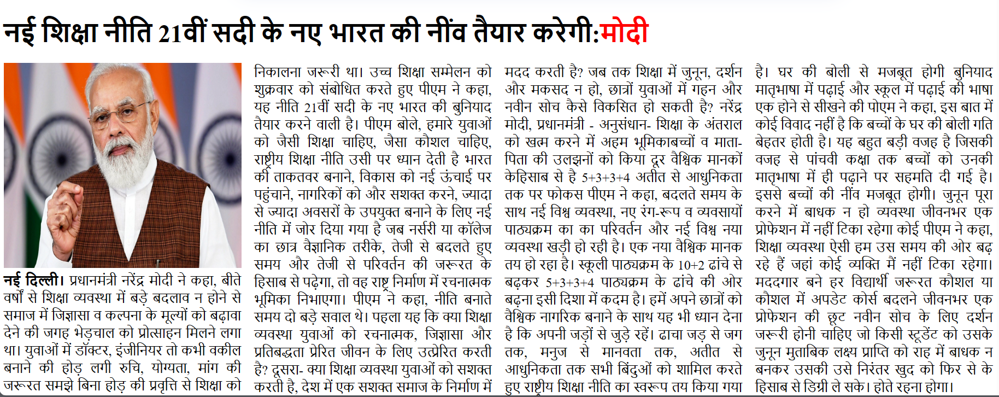 नई शिक्षा नीति 21वीं सदी के नए भारत की नींव तैयार करेगी:मोदी
नई दिल्ली। प्रधानमंत्री नरेंद्र मोदी ने कहा, बीते
वर्षों से शिक्षा व्यवस्था में बड़े बदलाव न होने से
समाज में जिज्ञासा व कल्पना के मूल्यों को बढ़ावा
देने की जगह भेड़चाल को प्रोत्साहन मिलने लगा
था। युवाओं में डॉक्टर, इंजीनियर तो कभी वकील
बनाने की होड़ लगी रुचि, योग्यता, मांग की
जरूरत समझे बिना होड़ की प्रवृत्ति से शिक्षा को
निकालना जरूरी था। उच्च शिक्षा सम्मेलन को
शुक्रवार को संबोधित करते हुए पीएम ने कहा,
यह नीति 21वीं सदी के नए भारत की बुनियाद
तैयार करने वाली है। पीएम बोले, हमारे युवाओं
को जैसी शिक्षा चाहिए, जैसा कौशल चाहिए,
राष्ट्रीय शिक्षा नीति उसी पर ध्यान देती है भारत
की ताकतवर बनाने, विकास को नई ऊंचाई पर
पहुंचाने, नागरिकों को और सशक्त करने, ज्यादा
से ज्यादा अवसरों के उपयुक्त बनाने के लिए नई
नीति में जोर दिया गया है जब नर्सरी या कॉलेज
का छात्र वैज्ञानिक तरीके, तेजी से बदलते हुए
समय और तेजी से परिवर्तन की जरूरत के
हिसाब से पढ़ेगा, तो वह राष्ट्र निर्माण में रचनात्मक
भूमिका निभाएगा। पीएम ने कहा, नीति बनाते
समय दो बड़े सवाल थे। पहला यह कि क्या शिक्षा
व्यवस्था युवाओं को रचनात्मक, जिज्ञासा और
प्रतिबद्धता प्रेरित जीवन के लिए उत्प्रेरित करती
है? दूसरा- क्या शिक्षा व्यवस्था युवाओं को सशक्त
करती है, देश में एक सशक्त समाज के निर्माण में
मदद करती है? जब तक शिक्षा में जुनून, दर्शन
और मकसद न हो, छात्रों युवाओं में गहन और
नवीन सोच कैसे विकसित हो सकती है? नरेंद्र
मोदी, प्रधानमंत्री - अनुसंधान- शिक्षा के अंतराल
को खत्म करने में अहम भूमिकाबच्चों व माता-
पिता की उलझनों को किया दूर वैश्विक मानकों
केहिसाब से है 5+3+3+4 अतीत से आधुनिकता
तक पर फोकस पीएम ने कहा, बदलते समय के
साथ नई विश्व व्यवस्था, नए रंग-रूप व व्यवसायों
पाठ्यक्रम का का परिवर्तन और नई विश्व नया
व्यवस्था खड़ी हो रही है। एक नया वैश्विक मानक
तय हो रहा है। स्कूली पाठ्यक्रम के 10+2 ढांचे से
बढ़कर 5+3+3+4 पाठ्यक्रम के ढांचे की ओर
बढ़ना इसी दिशा में कदम है। हमें अपने छात्रों को
वैश्विक नागरिक बनाने के साथ यह भी ध्यान देना
है कि अपनी जड़ों से जुड़े रहें। ढाचा जड़ से जग
तक, मनुज से मानवता तक, अतीत से
आधुनिकता तक सभी बिंदुओं को शामिल करते
हुए राष्ट्रीय शिक्षा नीति का स्वरूप तय किया गया
है। घर की बोली से मजबूत होगी बुनियाद
मातृभाषा में पढ़ाई और स्कूल में पढ़ाई की भाषा
एक होने से सीखने की पोएम ने कहा, इस बात में
कोई विवाद नहीं है कि बच्चों के घर की बोली गति
बेहतर होती है। यह बहुत बड़ी वजह है जिसकी
वजह से पांचवी कक्षा तक बच्चों को उनकी
मातृभाषा में ही पढ़ाने पर सहमति दी गई है।
इससे बच्चों की नींव मजबूत होगी। जुनून पूरा
करने में बाधक न हो व्यवस्था जीवनभर एक
प्रोफेशन में नहीं टिका रहेगा कोई पीएम ने कहा,
शिक्षा व्यवस्था ऐसी हम उस समय की ओर बढ़
रहे हैं जहां कोई व्यक्ति मैं नहीं टिका रहेगा।
मददगार बने हर विद्यार्थी जरूरत कौशल या
कौशल में अपडेट कोर्स बदलने जीवनभर एक
प्रोफेशन की छूट नवीन सोच के लिए दर्शन
जरूरी होनी चाहिए जो किसी स्टूडेंट को उसके
जुनून मुताबिक लक्ष्य प्राप्ति को राह में बाधक न
बनकर उसकी उसे निरंतर खुद को फिर से के
हिसाब से डिग्री ले सके। होते रहना होगा।